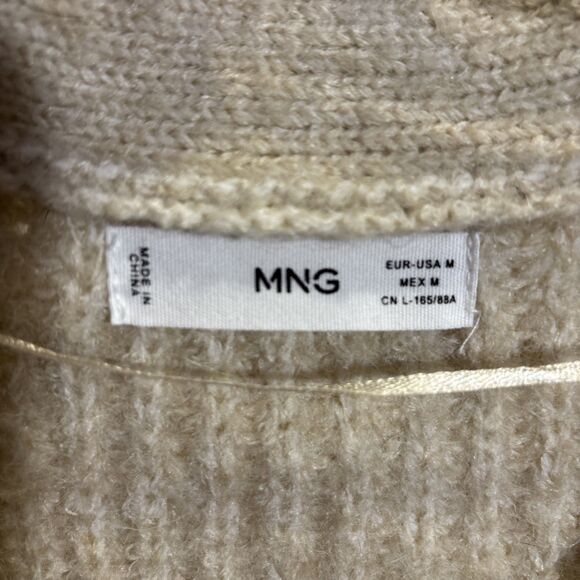 MADE IN
CHINA
MNG
EUR-USA M
MEX M
CN L-165/88A